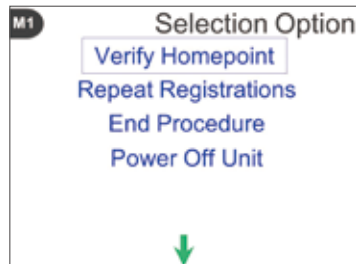 M1
Selection Option
Verify Homepoint
Repeat Registrations
End Procedure
Power Off Unit